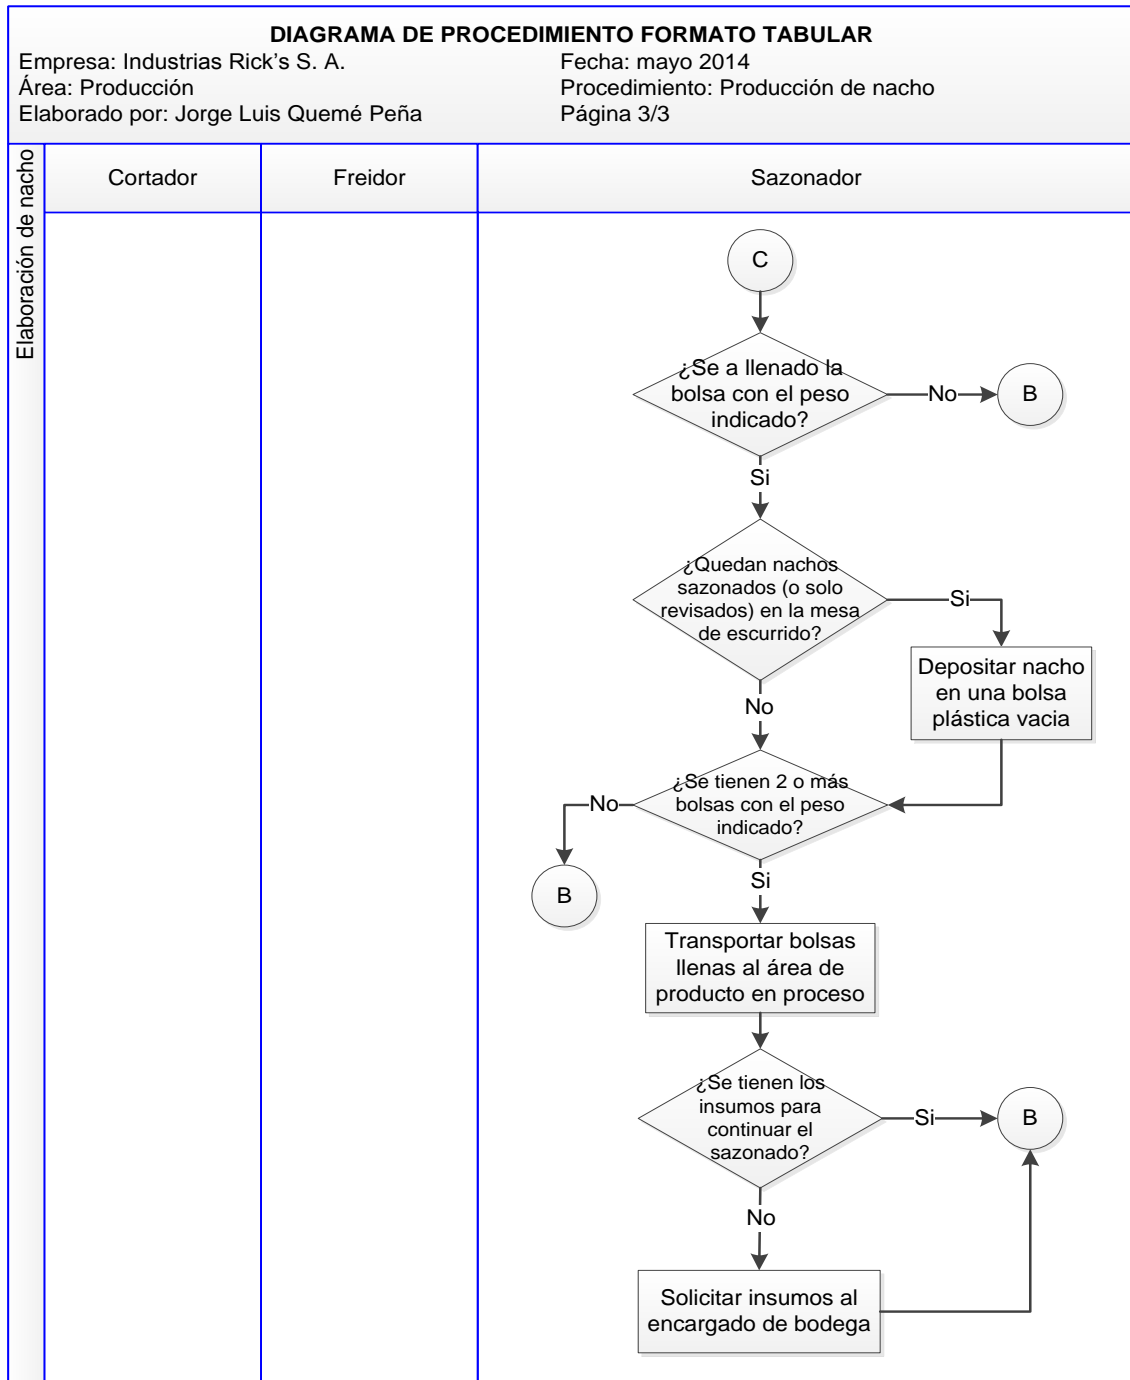 DIAGRAMA DE PROCEDIMIENTO FORMATO TABULAR
Empresa: Industrias Rick's S. A.
Fecha: mayo 2014
Área: Producción
Procedimiento: Producción de nacho
Elaborado por: Jorge Luis Quemé Peña
Página 3/3
Elaboración de nacho
Cortador
Freidor
Sazonador
C
¿Se a llenado la
bolsa con el peso
indicado?
No
B
Si
¿Quedan nachos
sazonados (o solo
revisados) en la mesa
de escurrido?
Si
Depositar nacho
en una bolsa
plástica vacia
No
¿Se tienen 2 o más
bolsas con el peso
indicado?
No
B
Si
Transportar bolsas
llenas al área de
producto en proceso
¿Se tienen los
insumos para
continuar el
sazonado?
Si
B
No
Solicitar insumos al
encargado de bodega